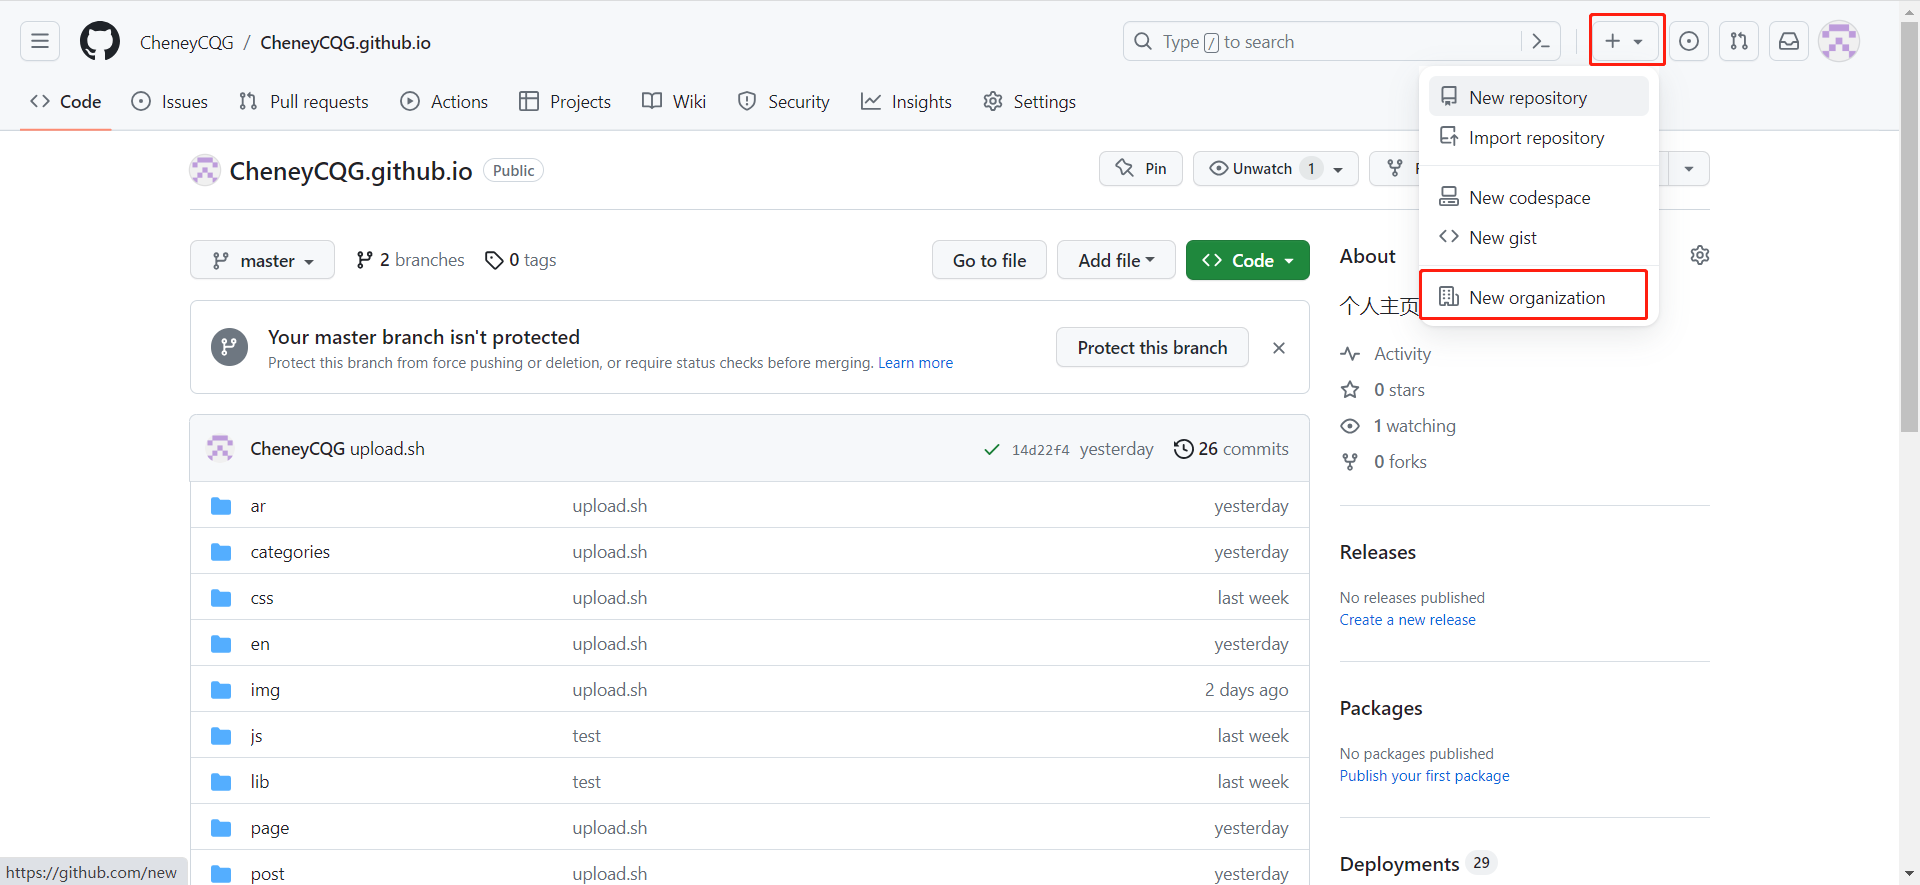 CheneyCQG / CheneyCQG.github.io
Type / to search
Code
Issues
Pull requests
Actions
Projects
Wiki
Security
Insights
Settings
New repository
Import repository
New codespace
New gist
New organization
CheneyCQG.github.io Public
Pin
Unwatch 1
master
2 branches
0 tags
Go to file
Add file
Code
Your master branch isn't protected
Protect this branch from force pushing or deletion, or require status checks before merging. Learn more
Protect this branch
CheneyCQG upload.sh 14d22f4 yesterday 26 commits
ar upload.sh yesterday
categories upload.sh yesterday
css upload.sh last week
en upload.sh yesterday
img upload.sh 2 days ago
js test last week
lib test last week
page upload.sh yesterday
post upload.sh yesterday
About
个人主页
Activity
0 stars
1 watching
0 forks
Releases
No releases published
Create a new release
Packages
No packages published
Publish your first package
Deployments 29
https://github.com/new